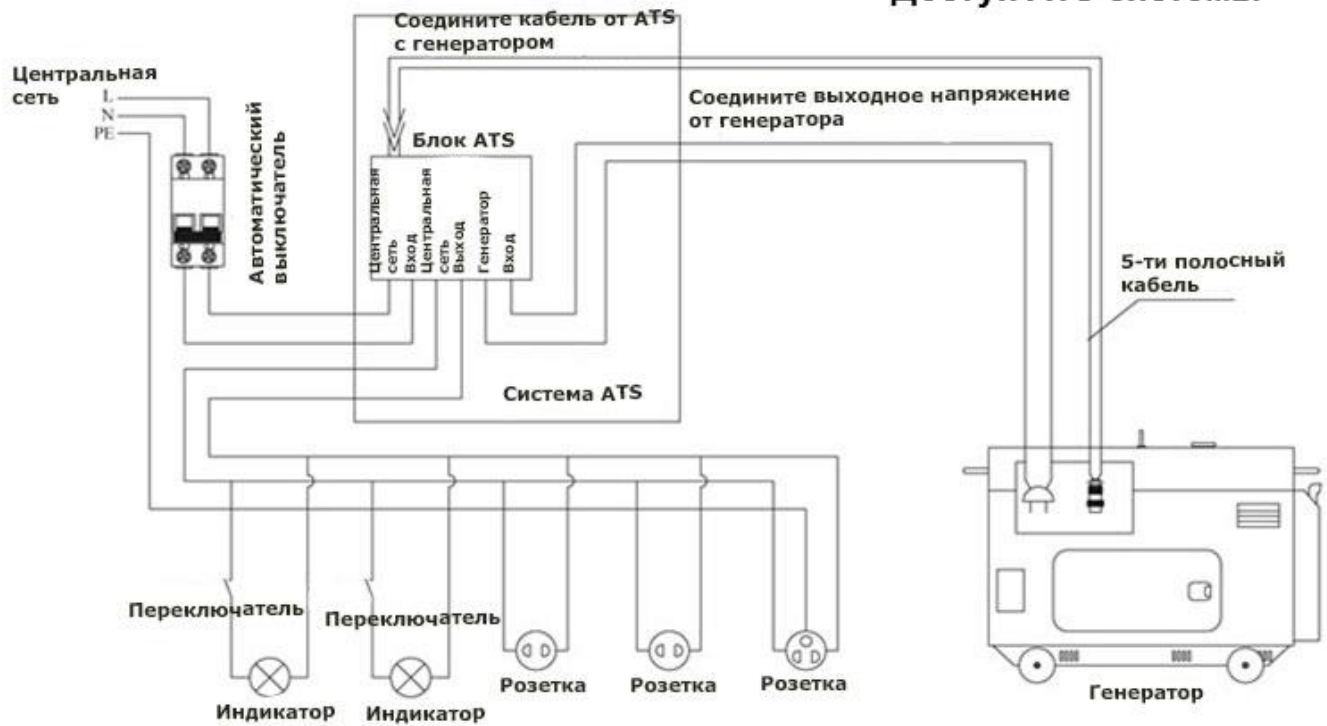 Соедините кабель от ATS
с генератором
Центральная
сеть
L
N
PE
Автоматический
выключатель
Соедините выходное напряжение
от генератора
Блок ATS
Центральная
сеть
Вход
Центральная
сеть
Выход
Генератор
Вход
5-ти полосный
кабель
Система ATS
Переключатель
Переключатель
Индикатор
Индикатор
Розетка
Розетка
Розетка
Генератор